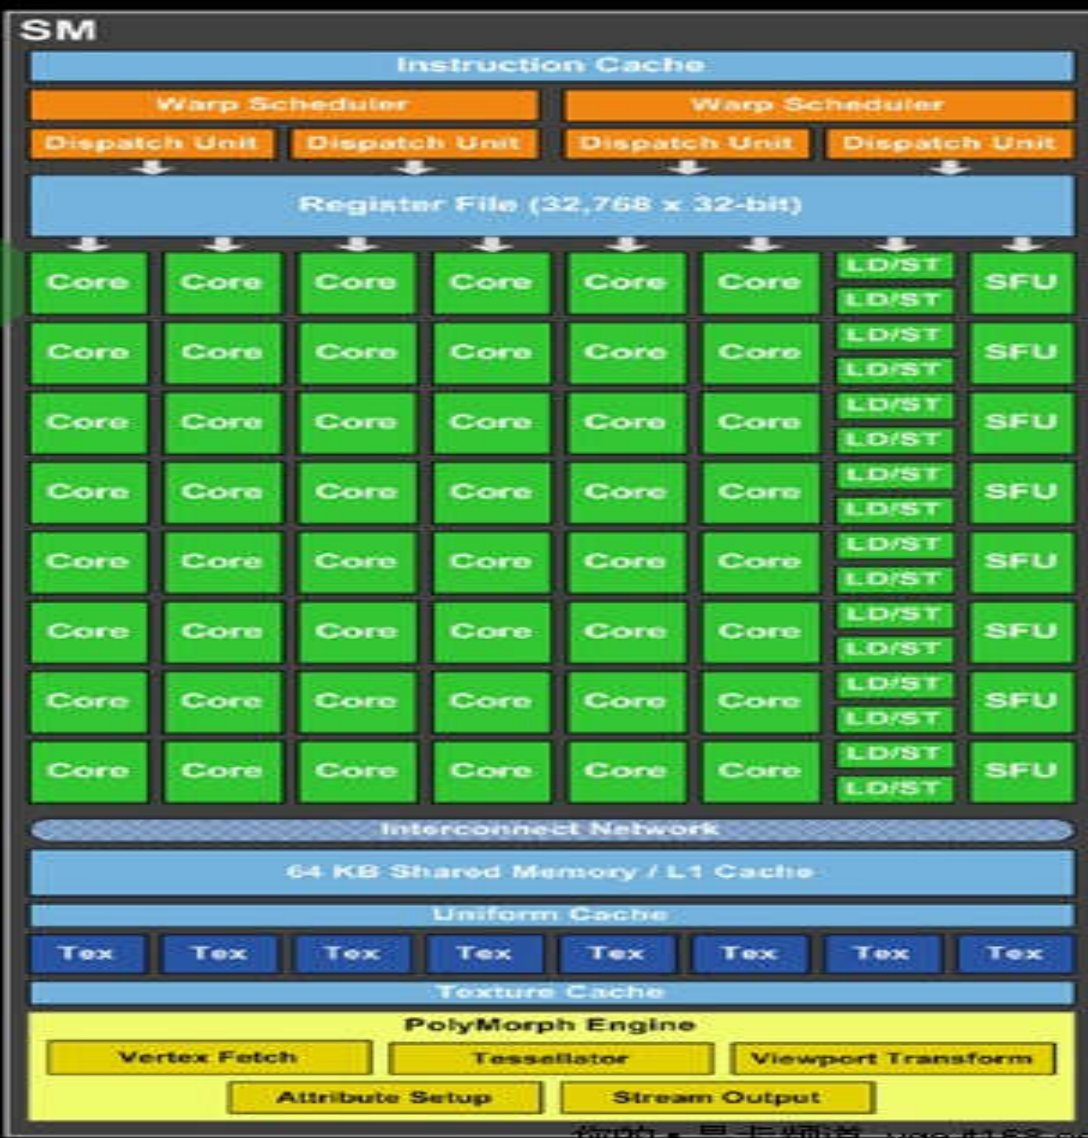 SM
Instruction Cache
Warp Scheduler Warp Scheduler
Dispatch Unit Dispatch Unit Dispatch Unit Dispatch Unit
Register File (32,768 x 32-bit)
Core Core Core Core Core Core LD/ST SFU
LD/ST
Core Core Core Core Core Core LD/ST SFU
LD/ST
Core Core Core Core Core Core LD/ST SFU
LD/ST
Core Core Core Core Core Core LD/ST SFU
LD/ST
Core Core Core Core Core Core LD/ST SFU
LD/ST
Core Core Core Core Core Core LD/ST SFU
LD/ST
Core Core Core Core Core Core LD/ST SFU
LD/ST
Core Core Core Core Core Core LD/ST SFU
LD/ST
Interconnect Network
64 KB Shared Memory / L1 Cache
Uniform Cache
Tex Tex Tex Tex Tex Tex Tex Tex
Texture Cache
PolyMorph Engine
Vertex Fetch Tessellator Viewport Transform
Attribute Setup Stream Output